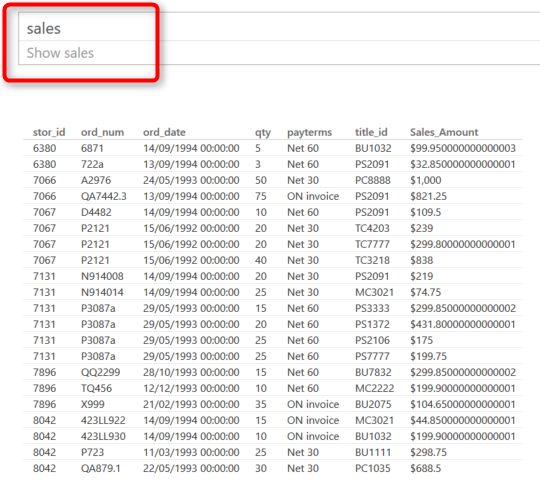 sales
Show sales
stor_id ord_num ord_date qty payterms title_id Sales_Amount
6380 6871 14/09/1994 00:00:00 5 Net 60 BU1032 $99.950000000000003
6380 722a 13/09/1994 00:00:00 3 Net 60 PS2091 $32.850000000000001
7066 A2976 24/05/1993 00:00:00 50 Net 30 PC8888 $1,000
7066 QA7442.3 13/09/1994 00:00:00 75 ON invoice PS2091 $821.25
7067 D4482 14/09/1994 00:00:00 10 Net 60 PS2091 $109.5
7067 P2121 15/06/1992 00:00:00 20 Net 30 TC4203 $239
7067 P2121 15/06/1992 00:00:00 20 Net 30 TC7777 $299.80000000000001
7067 P2121 15/06/1992 00:00:00 40 Net 30 TC3218 $838
7131 N914008 14/09/1994 00:00:00 20 Net 30 PS2091 $219
7131 N914014 14/09/1994 00:00:00 25 Net 30 MC3021 $74.75
7131 P3087a 29/05/1993 00:00:00 15 Net 60 PS3333 $299.85000000000002
7131 P3087a 29/05/1993 00:00:00 20 Net 60 PS1372 $431.80000000000001
7131 P3087a 29/05/1993 00:00:00 25 Net 60 PS2106 $175
7131 P3087a 29/05/1993 00:00:00 25 Net 60 PS7777 $199.75
7896 QQ2299 28/10/1993 00:00:00 15 Net 60 BU7832 $299.85000000000002
7896 TQ456 12/12/1993 00:00:00 10 Net 60 MC2222 $199.90000000000001
7896 X999 21/02/1993 00:00:00 35 ON invoice BU2075 $104.65000000000001
8042 423LL922 14/09/1994 00:00:00 15 ON invoice MC3021 $44.850000000000001
8042 423LL930 14/09/1994 00:00:00 10 ON invoice BU1032 $199.90000000000001
8042 P723 11/03/1993 00:00:00 25 Net 30 BU1111 $298.75
8042 QA879.1 22/05/1993 00:00:00 30 Net 30 PC1035 $688.5